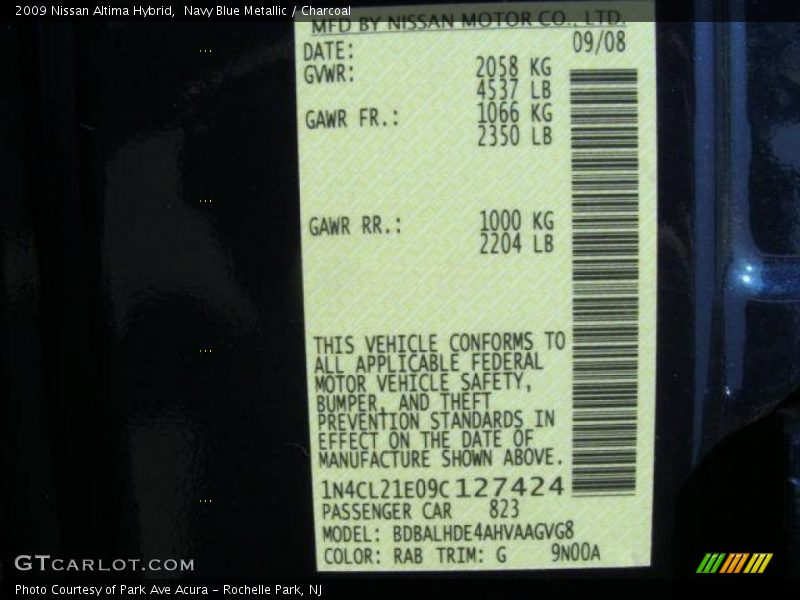 2009 Nissan Altima Hybrid,  Navy Blue Metallic / Charcoal
MFD BY NISSAN MOTOR CO., LTD.
DATE: 09/08
GVWR: 2058 KG
4537 LB
GAWR FR.: 1066 KG
2350 LB
GAWR RR.: 1000 KG
2204 LB
THIS VEHICLE CONFORMS TO
ALL APPLICABLE FEDERAL
MOTOR VEHICLE SAFETY,
BUMPER, AND THEFT
PREVENTION STANDARDS IN
EFFECT ON THE DATE OF
MANUFACTURE SHOWN ABOVE.
1N4CL21E09C127424
PASSENGER CAR 823
MODEL: BDBALHDE4AHVAAGVG8
COLOR: RAB TRIM: G 9N00A
GTCARLOT.COM
Photo Courtesy of Park Ave Acura - Rochelle Park, NJ